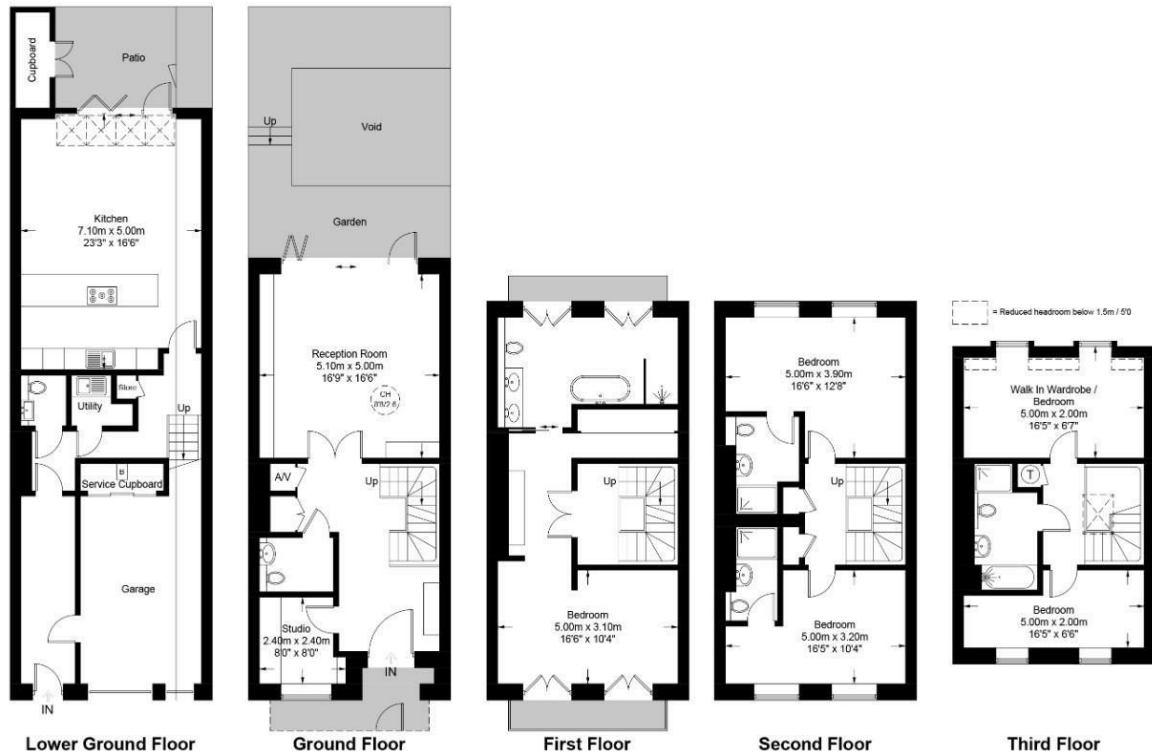 Cupboard
Patio
Kitchen
7.10m x 5.00m
23'3" x 16'6"
Store
Utility
Up
B
Service Cupboard
Garage
IN
Lower Ground Floor
Up
Void
Garden
Reception Room
5.10m x 5.00m
16'9" x 16'6"
CH
A/V
Up
Studio
2.40m x 2.40m
8'0" x 8'0"
IN
Ground Floor
Up
Bedroom
5.00m x 3.10m
16'6" x 10'4"
First Floor
Bedroom
5.00m x 3.90m
16'6" x 12'8"
Up
Bedroom
5.00m x 3.20m
16'5" x 10'4"
Second Floor
= Reduced headroom below 1.5m / 5'0
Walk In Wardrobe /
Bedroom
5.00m x 2.00m
16'5" x 6'7"
T
Bedroom
5.00m x 2.00m
16'5" x 6'6"
Third Floor